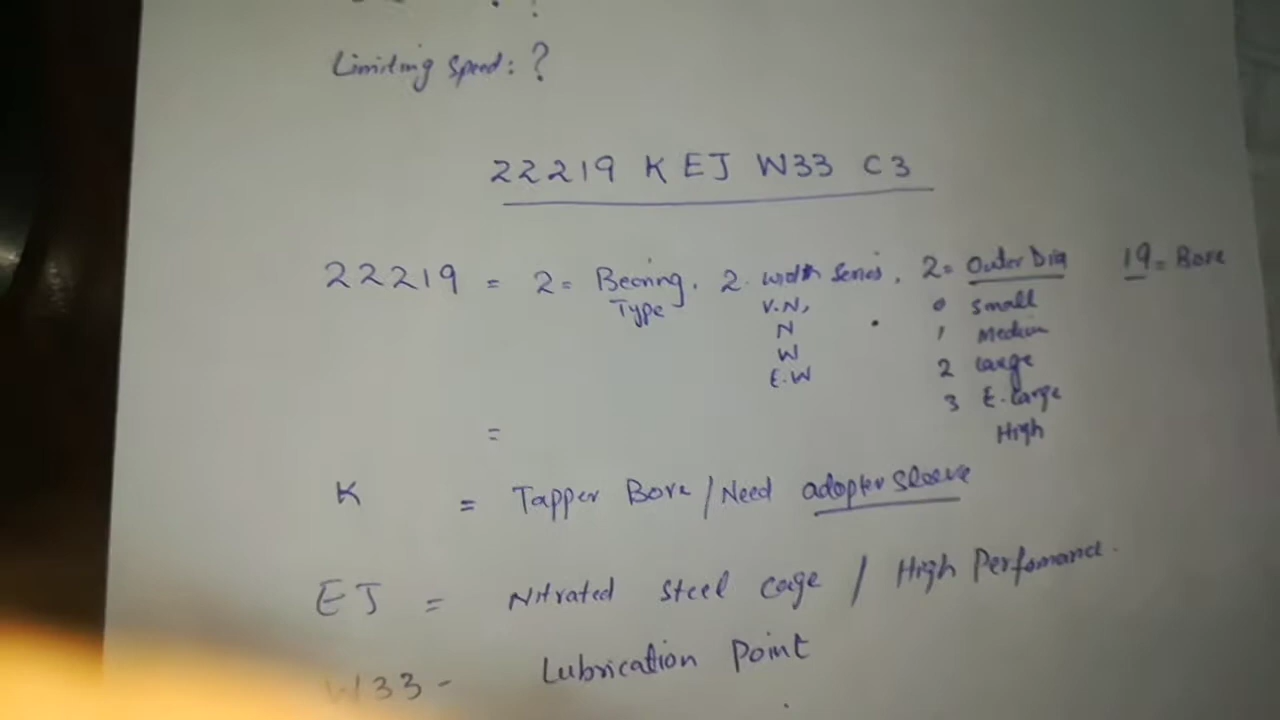 ?
Limiting Speed: ?
22219 K EJ W33 C3
22219 = 2= Bearing Type, 2. width Series, 2= Outer Dia 19= Bore
V.N, 0 small
N 1 Medium
W 2 Large
E.W 3 E. Large
High
=
K = Tapper Bore / Need adopter Sleeve
EJ = Nitrated Steel cage / High Perfomance.
W33 - Lubrication Point